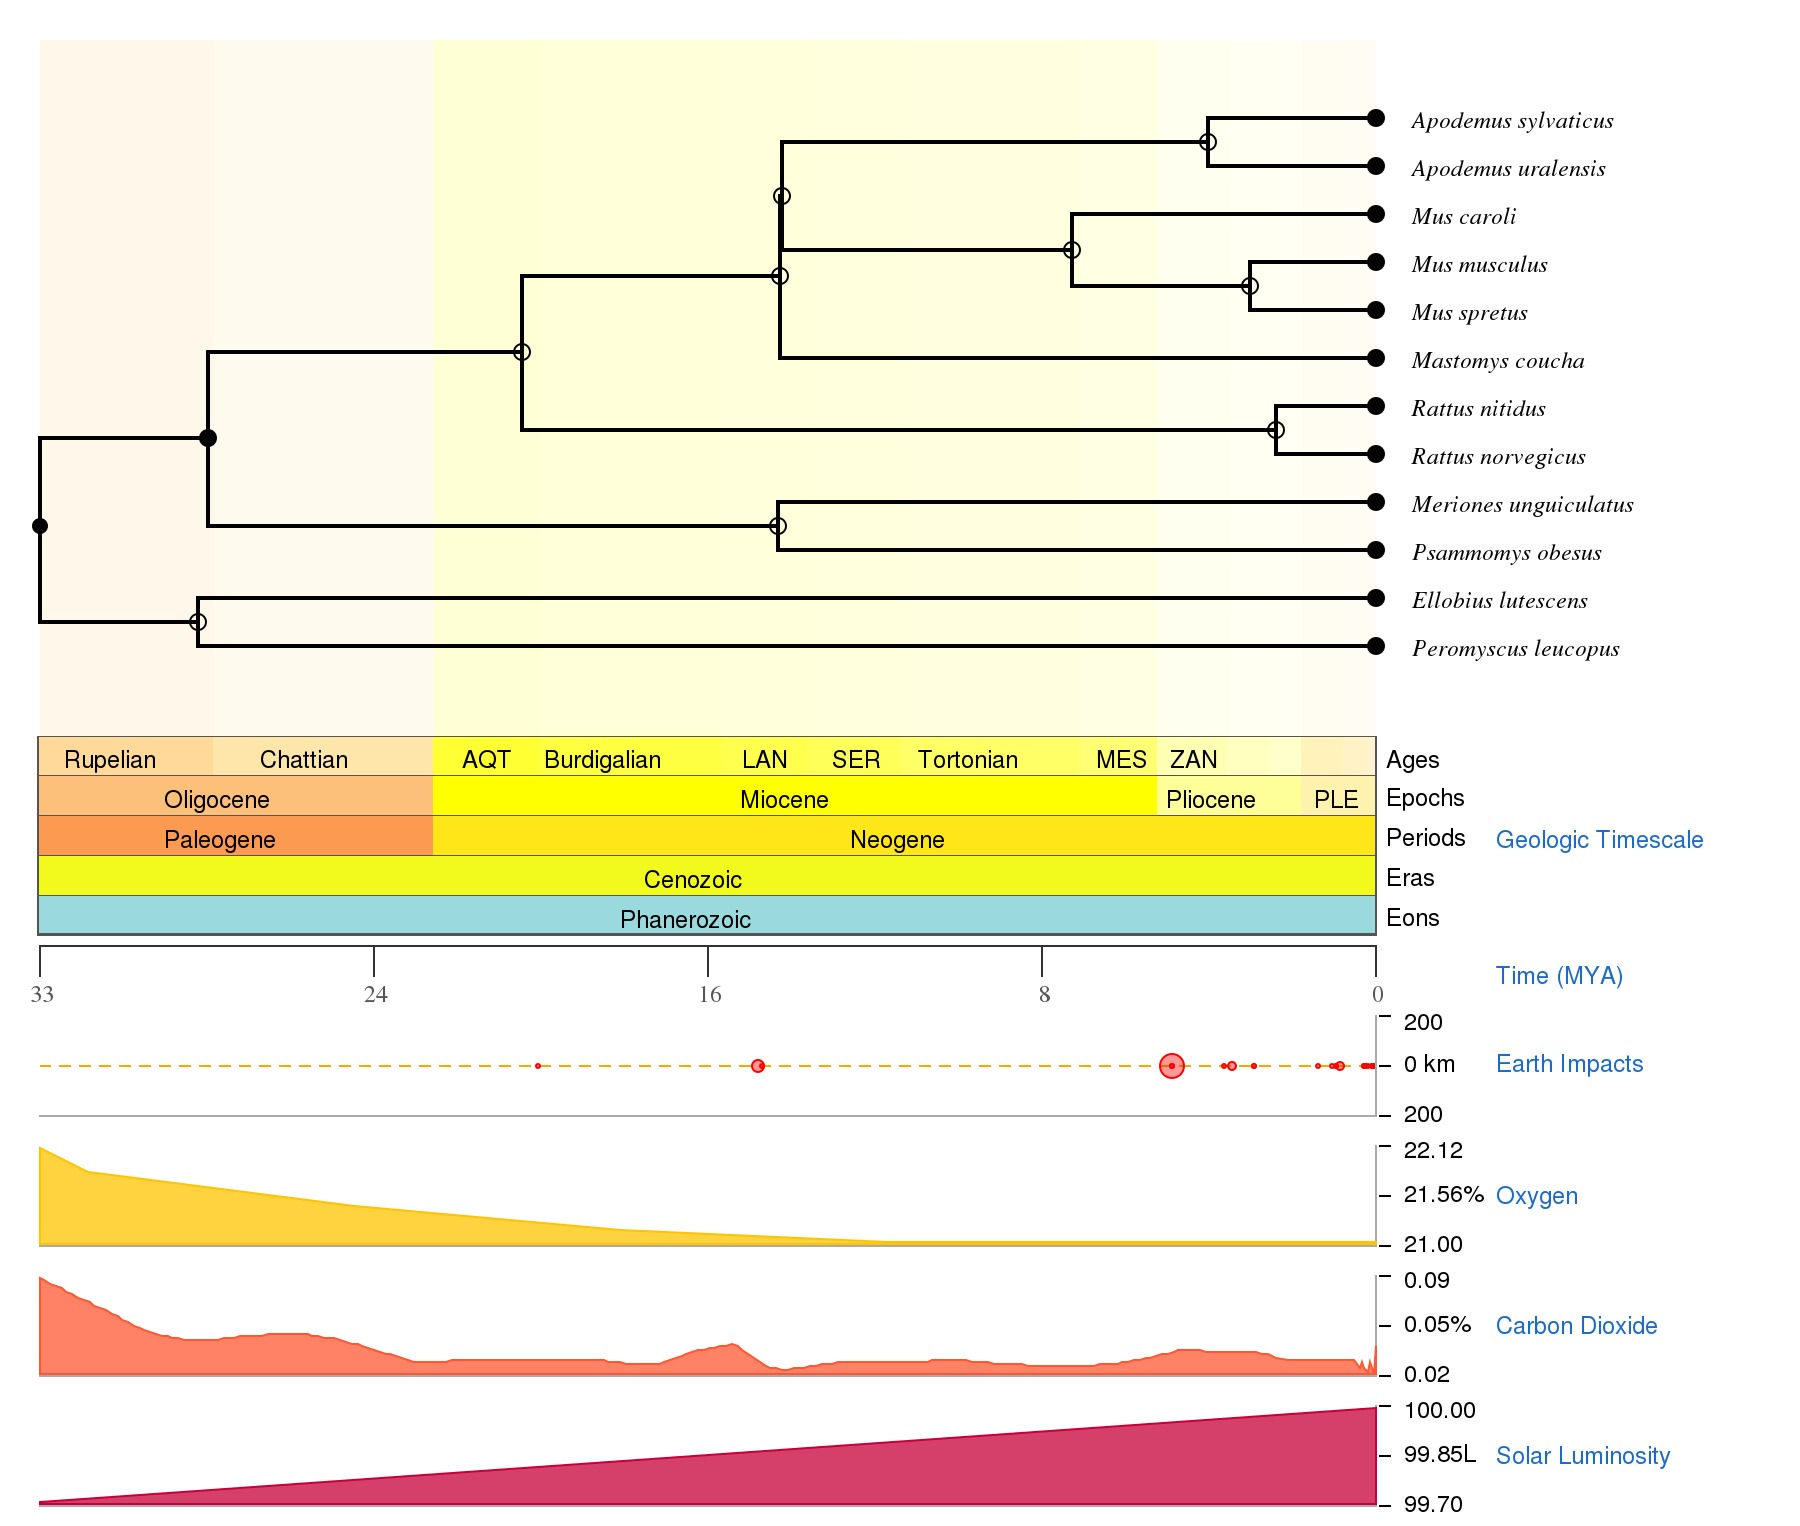 Apodemus sylvaticus
Apodemus uralensis
Mus caroli
Mus musculus
Mus spretus
Mastomys coucha
Rattus nitidus
Rattus norvegicus
Meriones unguiculatus
Psammomys obesus
Ellobius lutescens
Peromyscus leucopus
Rupelian Chattian AQT Burdigalian LAN SER Tortonian MES ZAN Ages
Oligocene Miocene Pliocene PLE Epochs
Paleogene Neogene Periods Geologic Timescale
Cenozoic Eras
Phanerozoic Eons
Time (MYA)
33 24 16 8 0
200
0 km Earth Impacts
200
22.12
21.56% Oxygen
21.00
0.09
0.05% Carbon Dioxide
0.02
100.00
99.85L Solar Luminosity
99.70